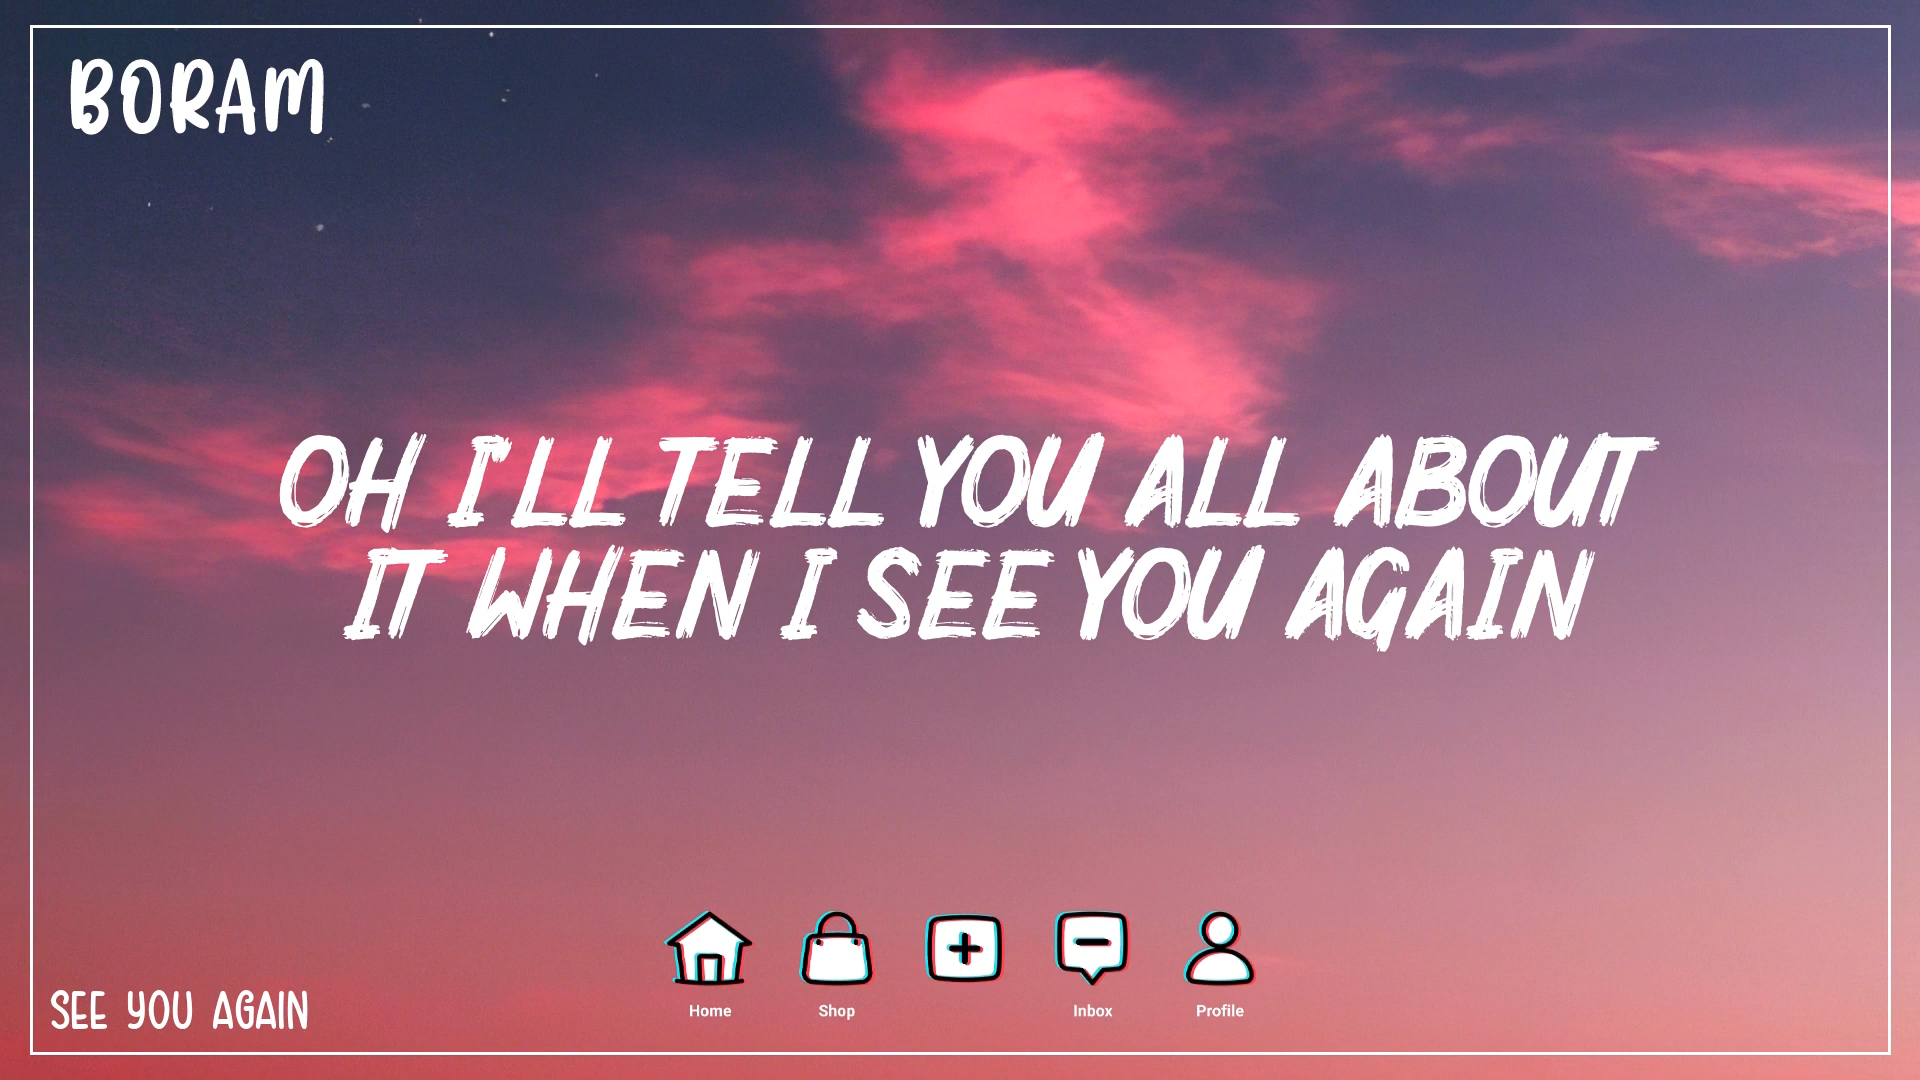 BORAM
OH I'LL TELL YOU ALL ABOUT
IT WHEN I SEE YOU AGAIN
Home
Shop
Inbox
Profile
SEE YOU AGAIN